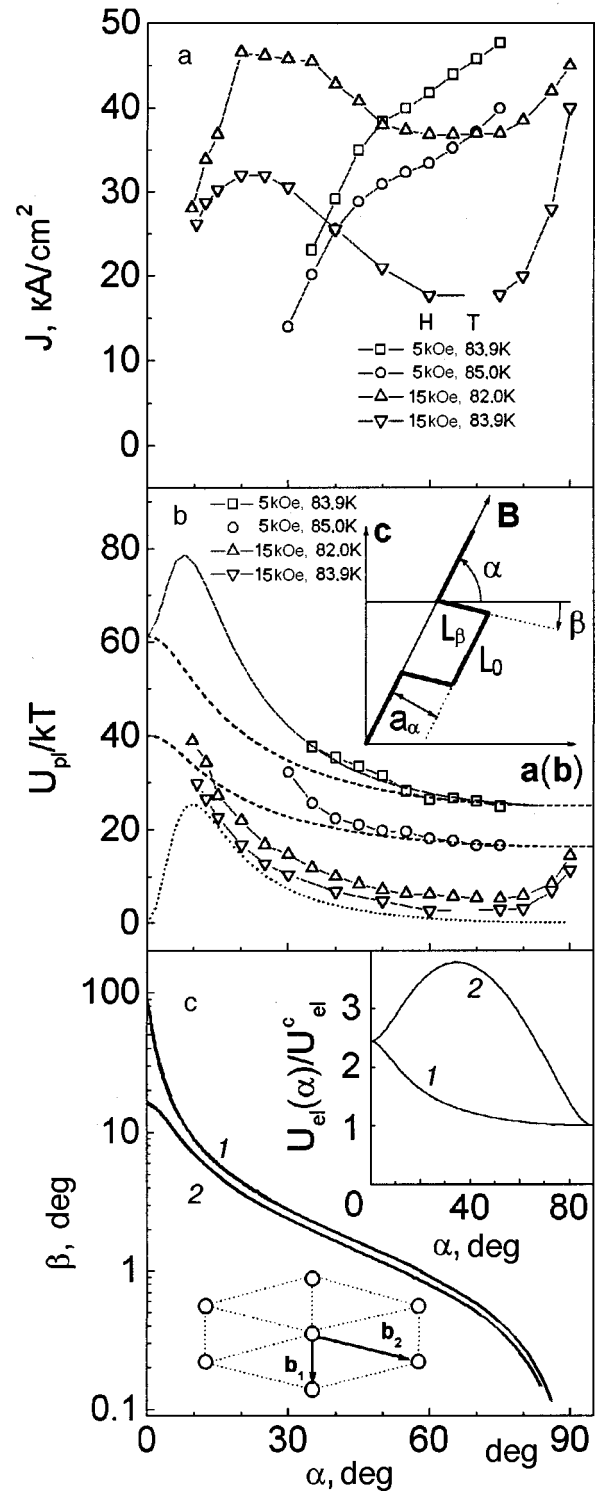 50
a
40
30
20
10
0
J, кA/cm²
H T
5kOe, 83.9K
5kOe, 85.0K
15kOe, 82.0K
15kOe, 83.9K
b
5kOe, 83.9K
5kOe, 85.0K
15kOe, 82.0K
15kOe, 83.9K
80
60
40
20
0
U_pl/kT
c
B
α
β
L_β
L_0
a_α
a(b)
c
100
10
1
0.1
β, deg
1
2
U_el(α)/U^c_el
3
2
1
0
2
1
0 40 80
α, deg
b_1
b_2
0 30 60 deg 90
α, deg